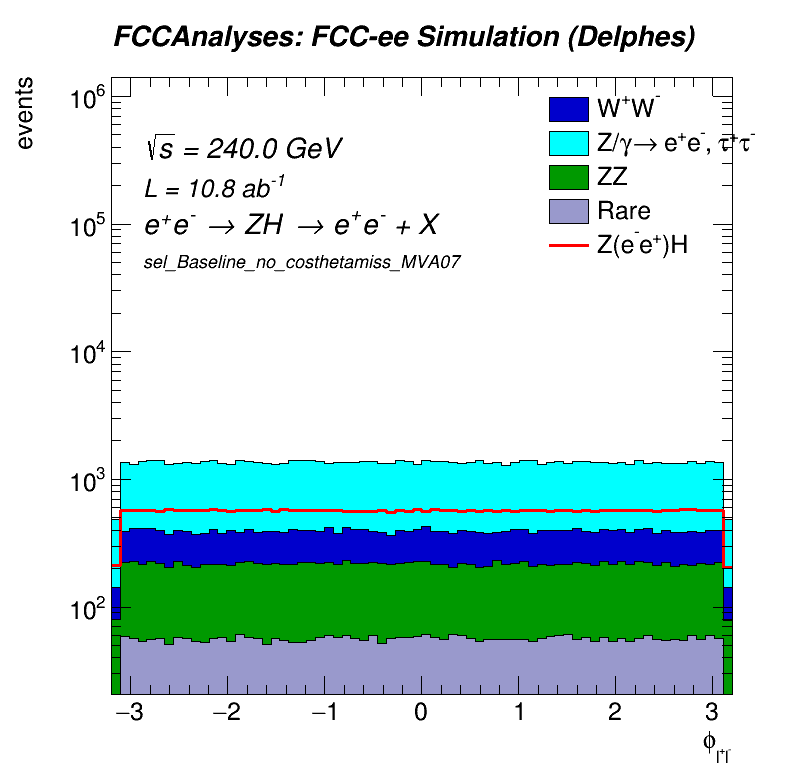 FCCAnalyses: FCC-ee Simulation (Delphes)
events
10⁶
10⁵
10⁴
10³
10²
√s = 240.0 GeV
L = 10.8 ab⁻¹
e⁺e⁻ → ZH → e⁺e⁻ + X
sel_Baseline_no_costhetamiss_MVA07
W⁺W⁻
Z/γ→ e⁺e⁻, τ⁺τ⁻
ZZ
Rare
Z(e⁻e⁺)H
−3 −2 −1 0 1 2 3
ϕ_l⁺l⁻